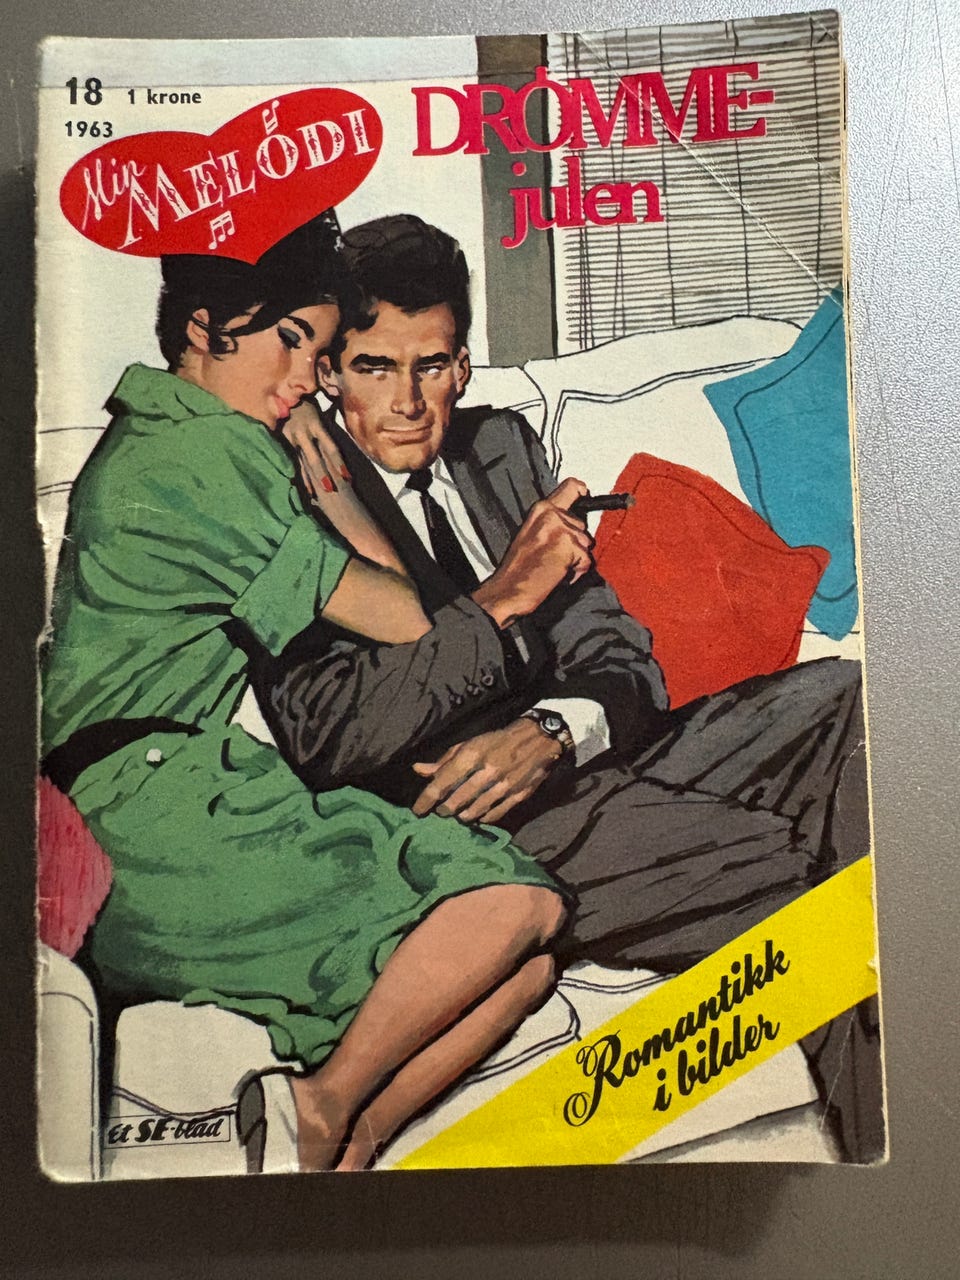 18 1 krone
1963
Min
MELODI
DRØMME-
julen
Romantikk
i bilder
Et SE-blad